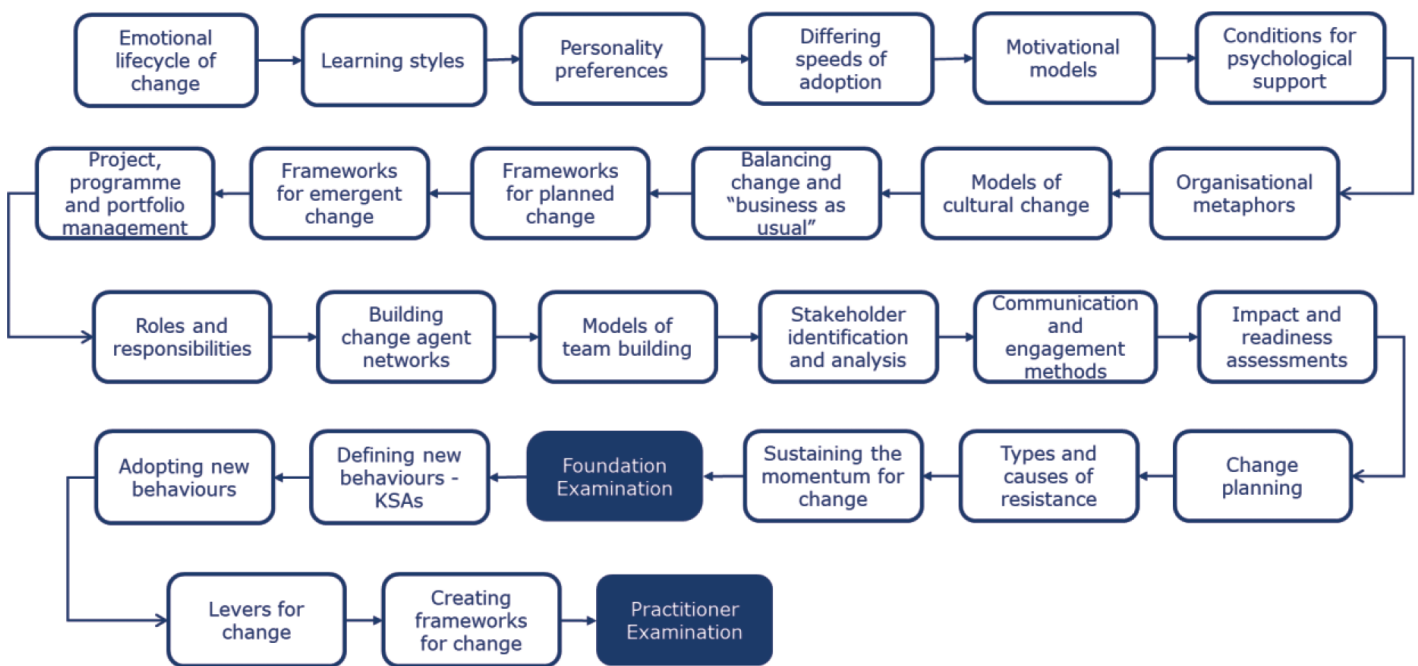 Emotional
lifecycle of
change
Learning styles
Personality
preferences
Differing
speeds of
adoption
Motivational
models
Conditions for
psychological
support
Project,
programme
and portfolio
management
Frameworks
for emergent
change
Frameworks
for planned
change
Balancing
change and
“business as
usual”
Models of
cultural change
Organisational
metaphors
Roles and
responsibilities
Building
change agent
networks
Models of
team building
Stakeholder
identification
and analysis
Communication
and
engagement
methods
Impact and
readiness
assessments
Adopting new
behaviours
Defining new
behaviours -
KSAs
Foundation
Examination
Sustaining the
momentum for
change
Types and
causes of
resistance
Change
planning
Levers for
change
Creating
frameworks
for change
Practitioner
Examination